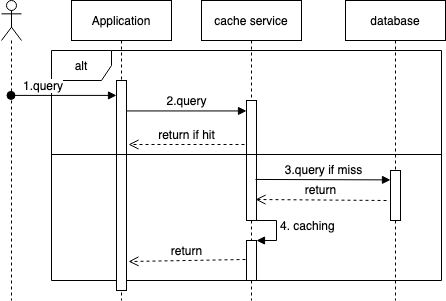 Application
cache service
database
alt
1.query
2.query
return if hit
3.query if miss
return
4. caching
return